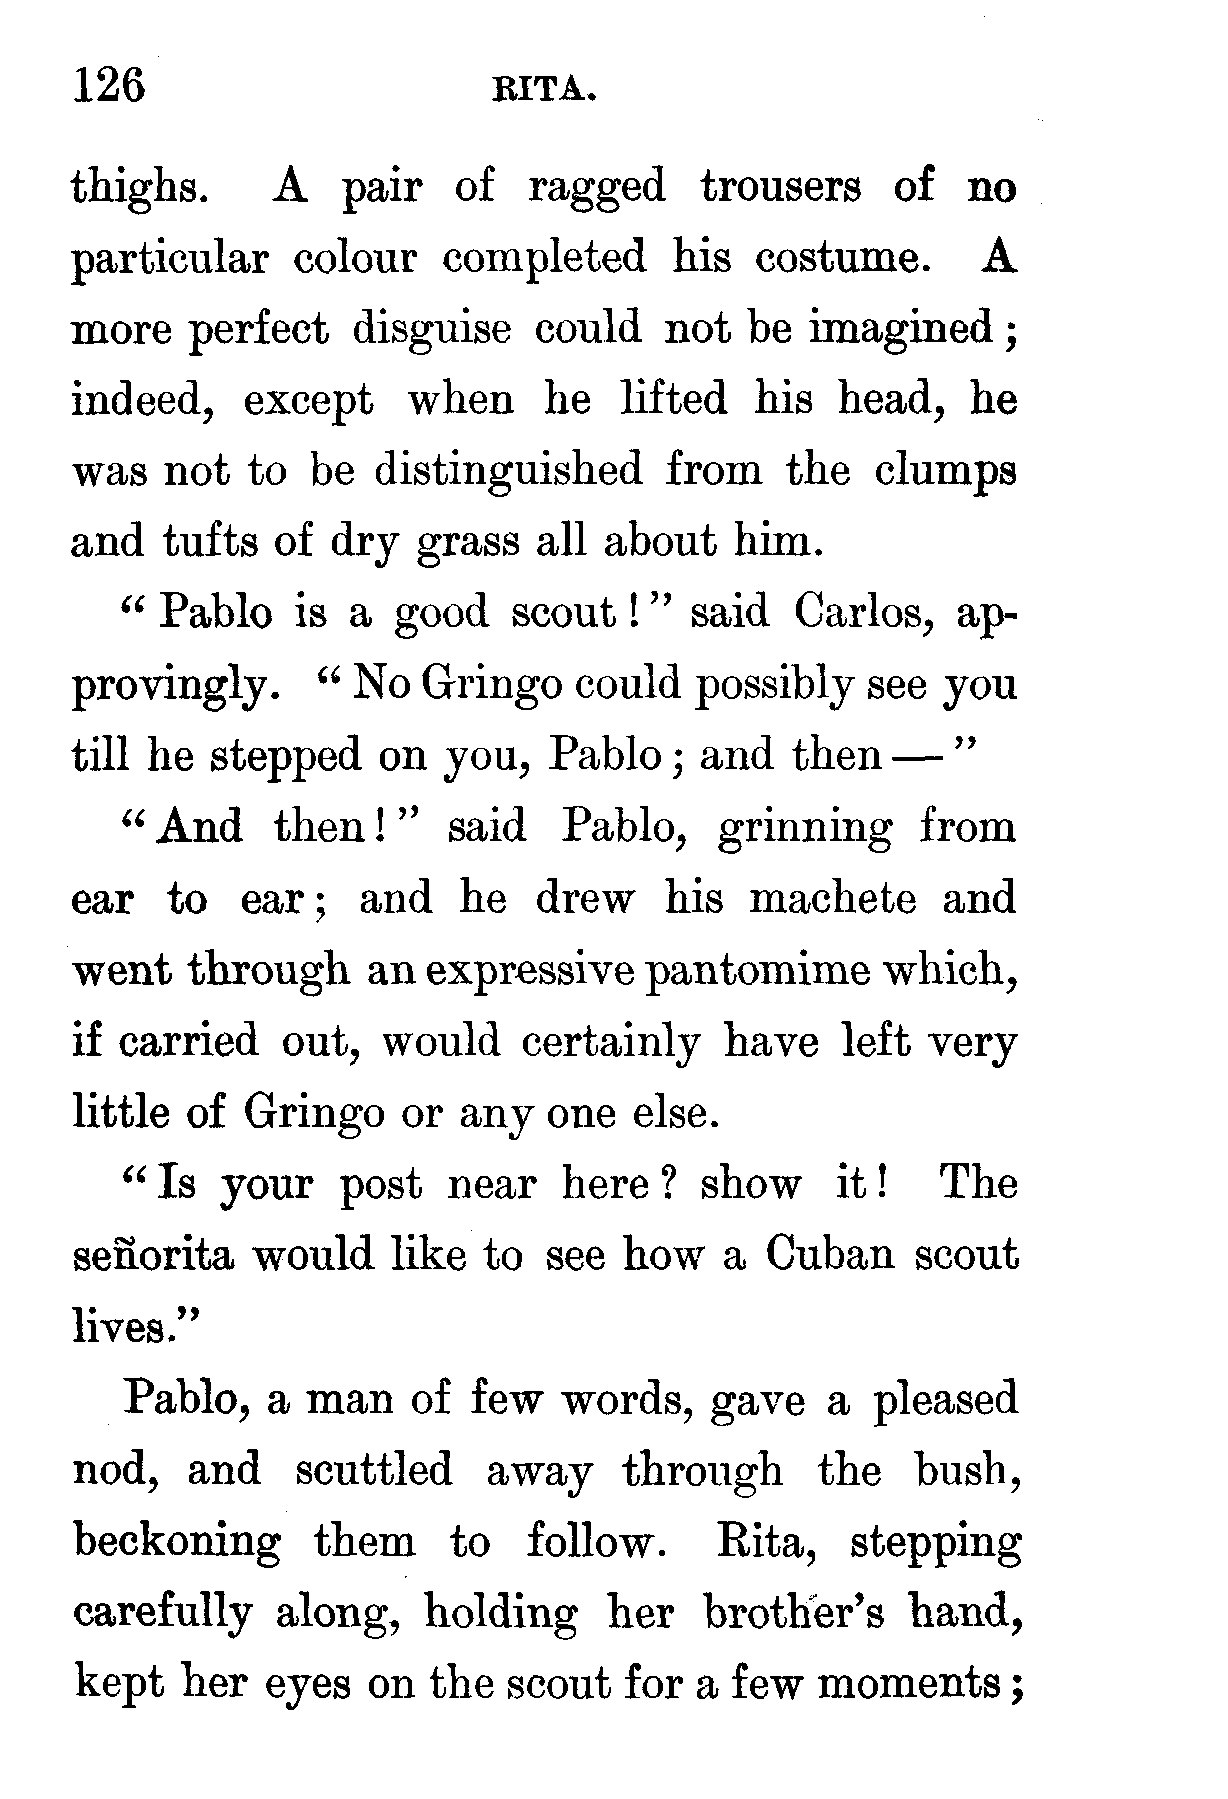 126 RITA.
thighs. A pair of ragged trousers of no
particular colour completed his costume. A
more perfect disguise could not be imagined ;
indeed, except when he lifted his head, he
was not to be distinguished from the clumps
and tufts of dry grass all about him.
“ Pablo is a good scout ! ” said Carlos, ap-
provingly. “ No Gringo could possibly see you
till he stepped on you, Pablo ; and then — ”
“ And then ! ” said Pablo, grinning from
ear to ear ; and he drew his machete and
went through an expressive pantomime which,
if carried out, would certainly have left very
little of Gringo or any one else.
“ Is your post near here ? show it ! The
señorita would like to see how a Cuban scout
lives.”
Pablo, a man of few words, gave a pleased
nod, and scuttled away through the bush,
beckoning them to follow. Rita, stepping
carefully along, holding her brother’s hand,
kept her eyes on the scout for a few moments ;